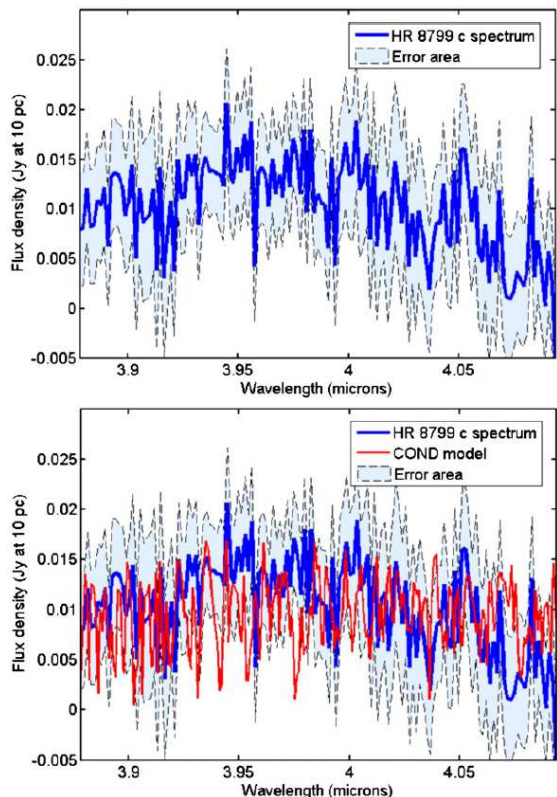 0.025
0.02
0.015
0.01
0.005
0
-0.005
Flux density (Jy at 10 pc)
HR 8799 c spectrum
Error area
3.9
3.95
4
4.05
Wavelength (microns)
0.03
0.025
0.02
0.015
0.01
0.005
0
-0.005
Flux density (Jy at 10 pc)
HR 8799 c spectrum
COND model
Error area
3.9
3.95
4
4.05
Wavelength (microns)